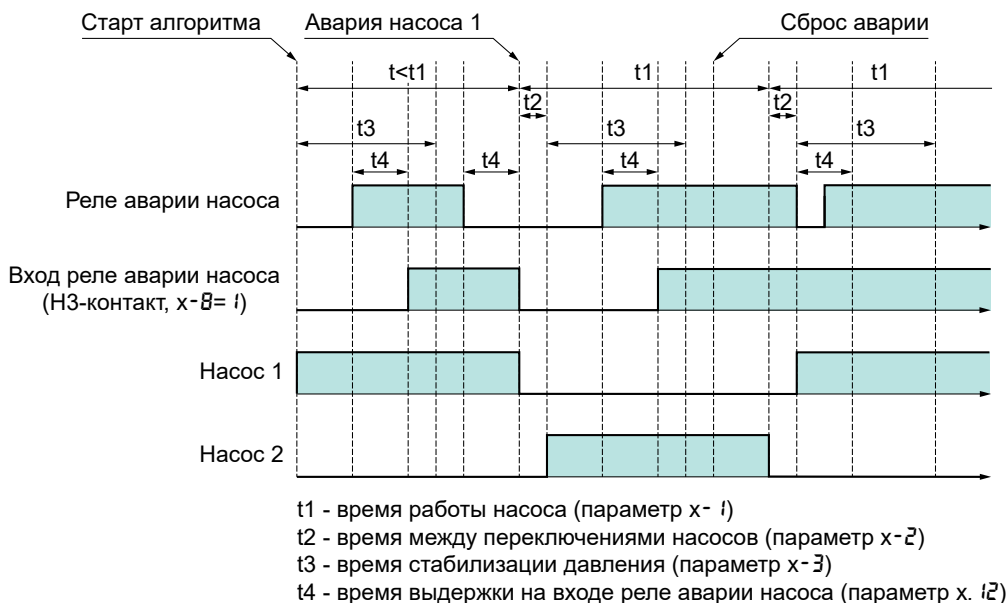 Старт алгоритма
Авария насоса 1
Сброс аварии
t<t1
t1
t1
t2
t2
t3
t3
t3
t4
t4
t4
t4
Реле аварии насоса
Вход реле аварии насоса
(НЗ-контакт, x-8=1)
Насос 1
Насос 2
t1 - время работы насоса (параметр x-1)
t2 - время между переключениями насосов (параметр x-2)
t3 - время стабилизации давления (параметр x-3)
t4 - время выдержки на входе реле аварии насоса (параметр x. 12)